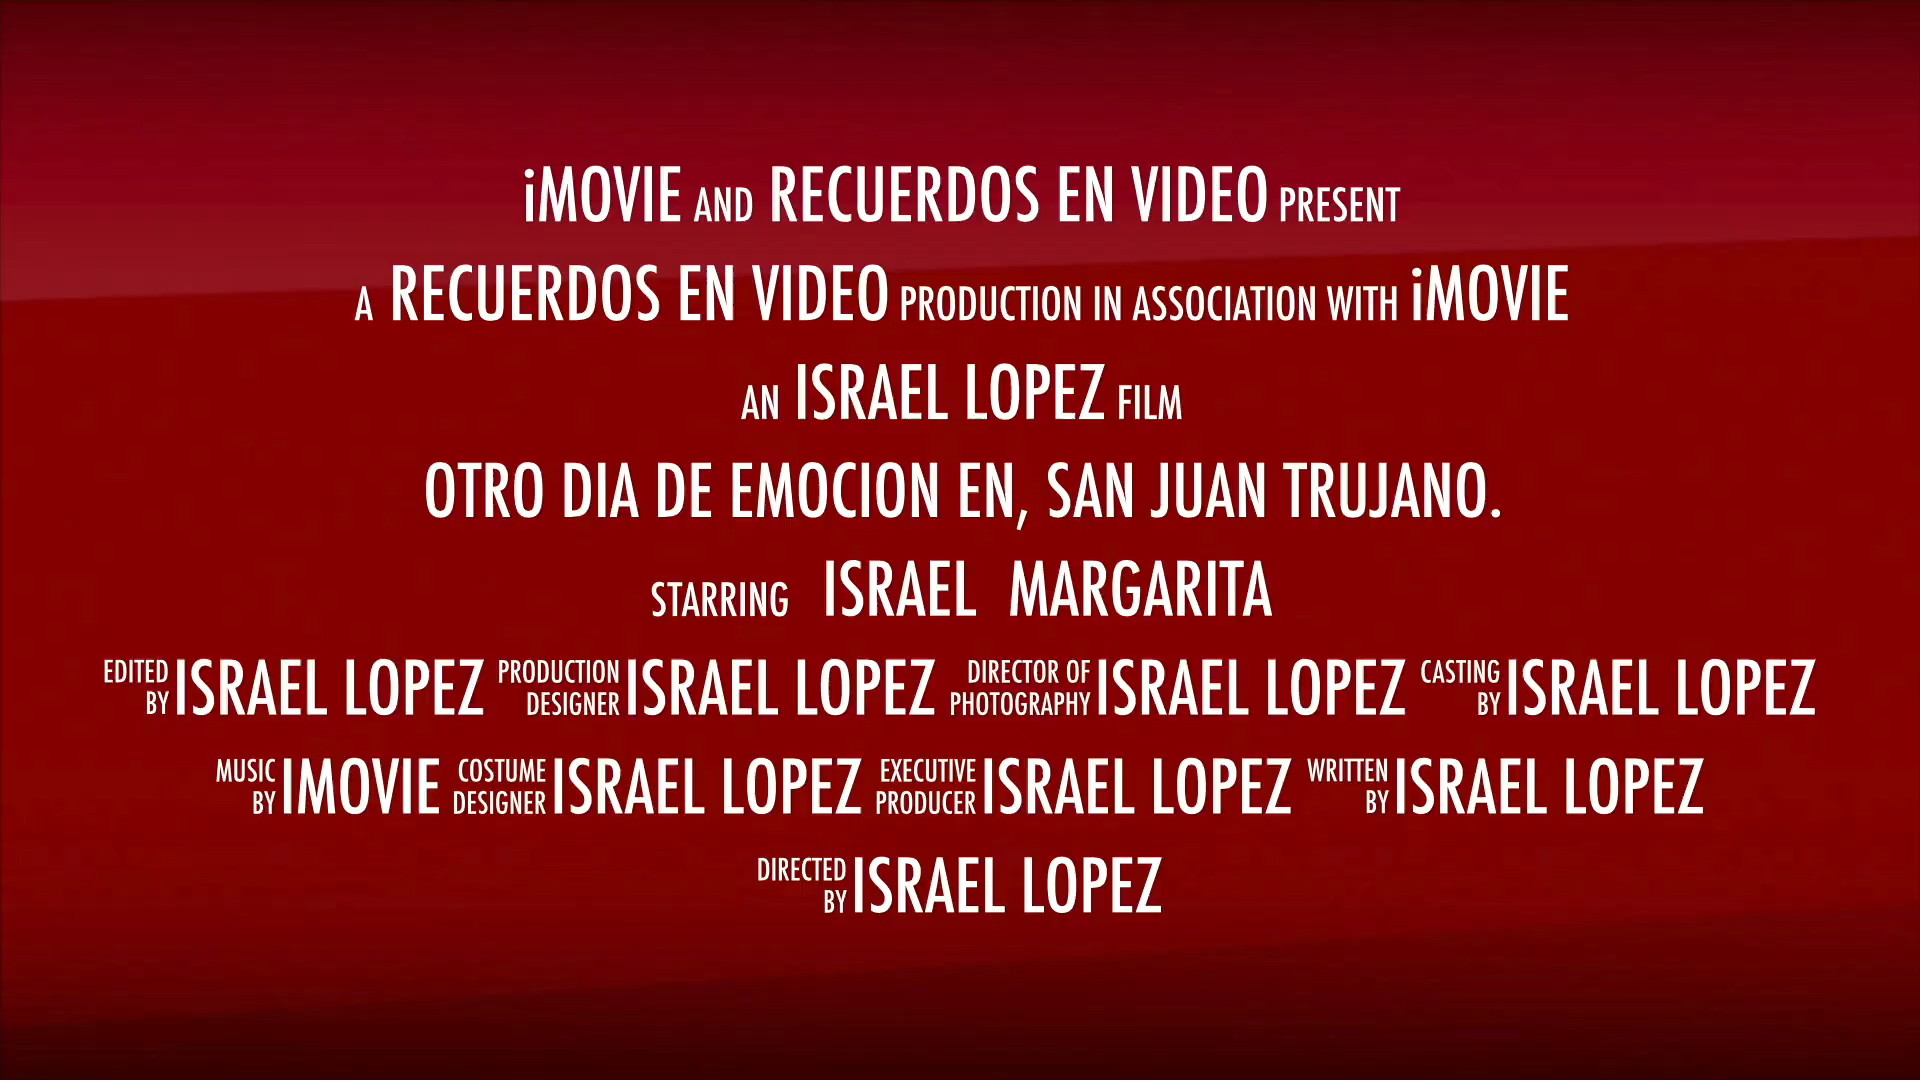 iMOVIE AND RECUERDOS EN VIDEO PRESENT
A RECUERDOS EN VIDEO PRODUCTION IN ASSOCIATION WITH iMOVIE
AN ISRAEL LOPEZ FILM
OTRO DIA DE EMOCION EN, SAN JUAN TRUJANO.
STARRING ISRAEL MARGARITA
EDITED BY ISRAEL LOPEZ PRODUCTION DESIGNER ISRAEL LOPEZ DIRECTOR OF PHOTOGRAPHY ISRAEL LOPEZ CASTING BY ISRAEL LOPEZ
MUSIC BY IMOVIE COSTUME DESIGNER ISRAEL LOPEZ EXECUTIVE PRODUCER ISRAEL LOPEZ WRITTEN BY ISRAEL LOPEZ
DIRECTED BY ISRAEL LOPEZ